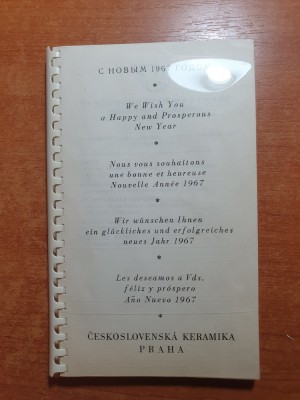 С НОВЫМ 1967 ГОДОМ
*
We Wish You
a Happy and Prosperous
New Year
*
Nous vous souhaitons
une bonne et heureuse
Nouvelle Année 1967
*
Wir wünschen Ihnen
ein glückliches und erfolgreiches
neues Jahr 1967
*
Les deseamos a Vds.
féliz y próspero
Año Nuevo 1967
*
ČESKOSLOVENSKÁ KERAMIKA
PRAHA